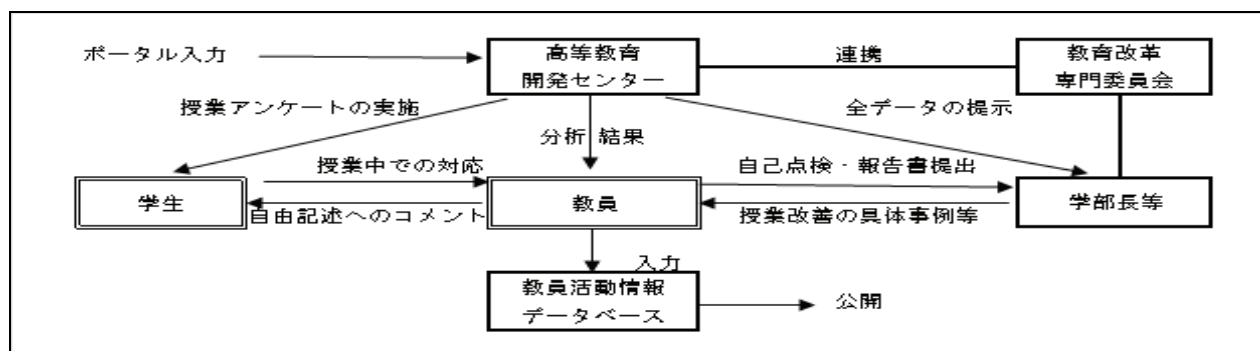 ポータル入力
高等教育
開発センター
連携
教育改革
専門委員会
授業アンケートの実施
全データの提示
分析 結果
授業中での対応
自己点検・報告書提出
学生
教員
学部長等
自由記述へのコメント
授業改善の具体事例等
入力
教員活動情報
データベース
公開